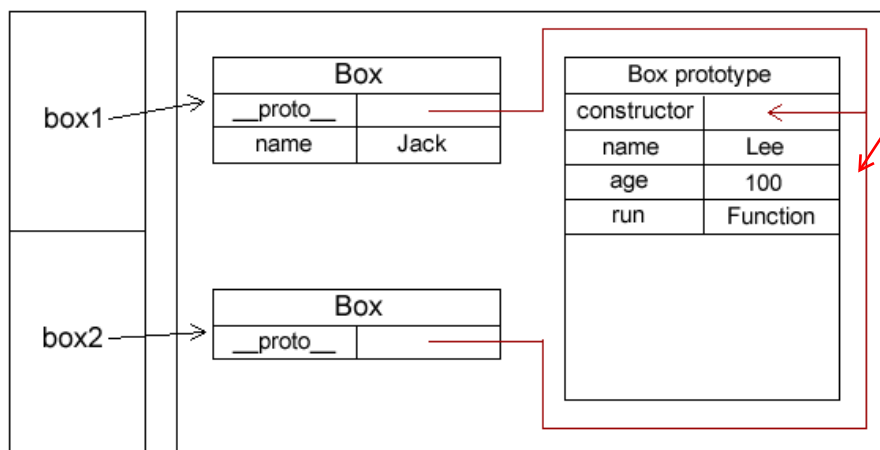 box1
Box
__proto__
name Jack
Box prototype
constructor
name Lee
age 100
run Function
box2
Box
__proto__